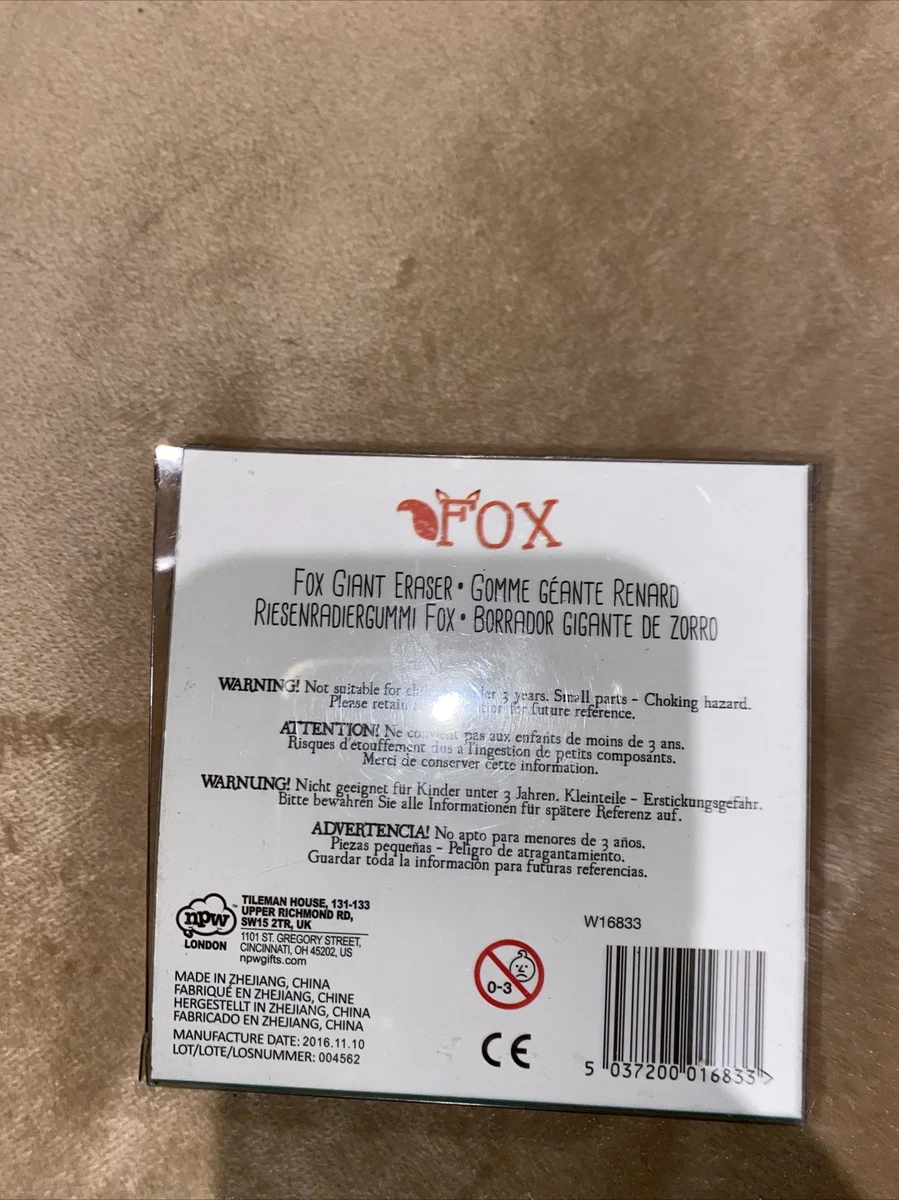 FOX
FOX GIANT ERASER • GOMME GÉANTE RENARD
RIESENRADIERGUMMI FOX • BORRADOR GIGANTE DE ZORRO
WARNING! Not suitable for 3 years. Small parts - Choking hazard.
Please retain for future reference.
ATTENTION! Ne convient pas aux enfants de moins de 3 ans.
Risques d'étouffement dus a l'ingestion de petits composants.
Merci de conserver cette information.
WARNUNG! Nicht geeignet für Kinder unter 3 Jahren. Kleinteile - Erstickungsgefahr.
Bitte bewahren Sie alle Informationen für spätere Referenz auf.
ADVERTENCIA! No apto para menores de 3 años.
Piezas pequeñas - Peligro de atragantamiento.
Guardar toda la información para futuras referencias.
npw™
LONDON
TILEMAN HOUSE, 131-133
UPPER RICHMOND RD,
SW15 2TR, UK
1101 ST. GREGORY STREET,
CINCINNATI, OH 45202, US
npwgifts.com
MADE IN ZHEJIANG, CHINA
FABRIQUÉ EN ZHEJIANG, CHINE
HERGESTELLT IN ZHEJIANG, CHINA
FABRICADO EN ZHEJIANG, CHINA
MANUFACTURE DATE: 2016.11.10
LOT/LOTE/LOSNUMMER: 004562
0-3
CE
W16833
5 037200 016833 >